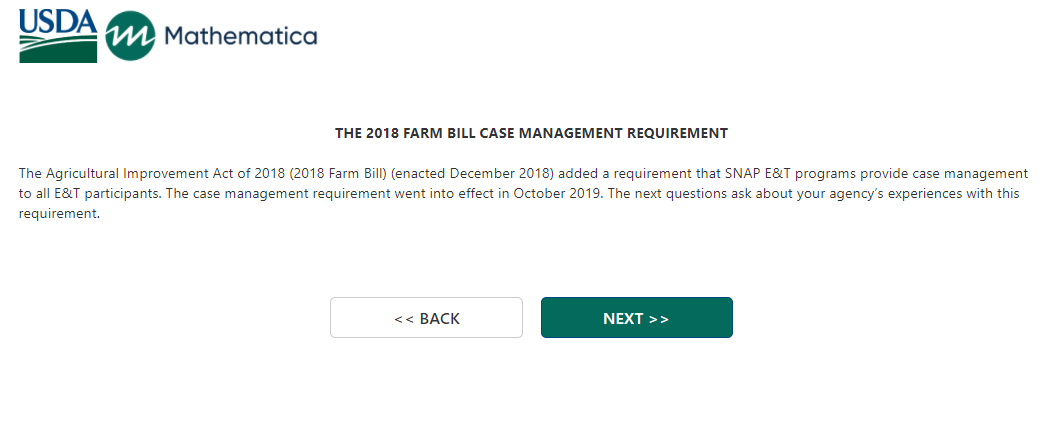 USDA
Mathematica
THE 2018 FARM BILL CASE MANAGEMENT REQUIREMENT
The Agricultural Improvement Act of 2018 (2018 Farm Bill) (enacted December 2018) added a requirement that SNAP E&T programs provide case management
to all E&T participants. The case management requirement went into effect in October 2019. The next questions ask about your agency’s experiences with this
requirement.
<< BACK
NEXT >>